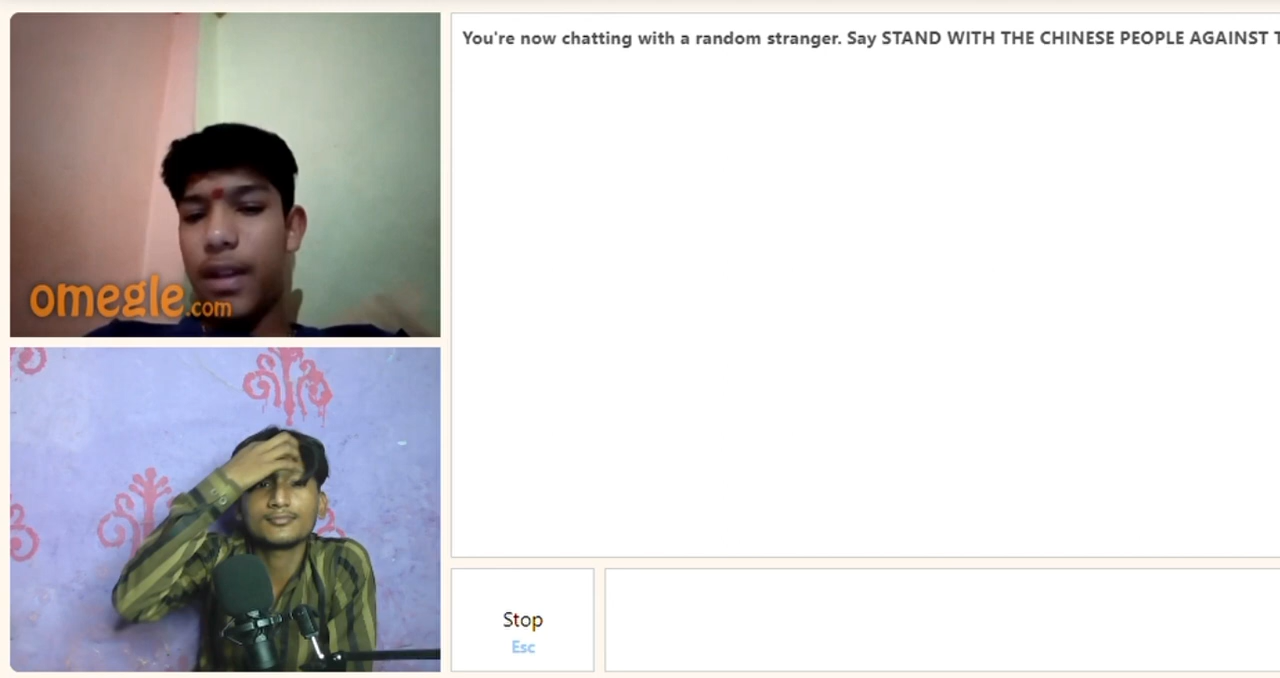 You're now chatting with a random stranger. Say STAND WITH THE CHINESE PEOPLE AGAINST
omegle.com
Stop
Esc